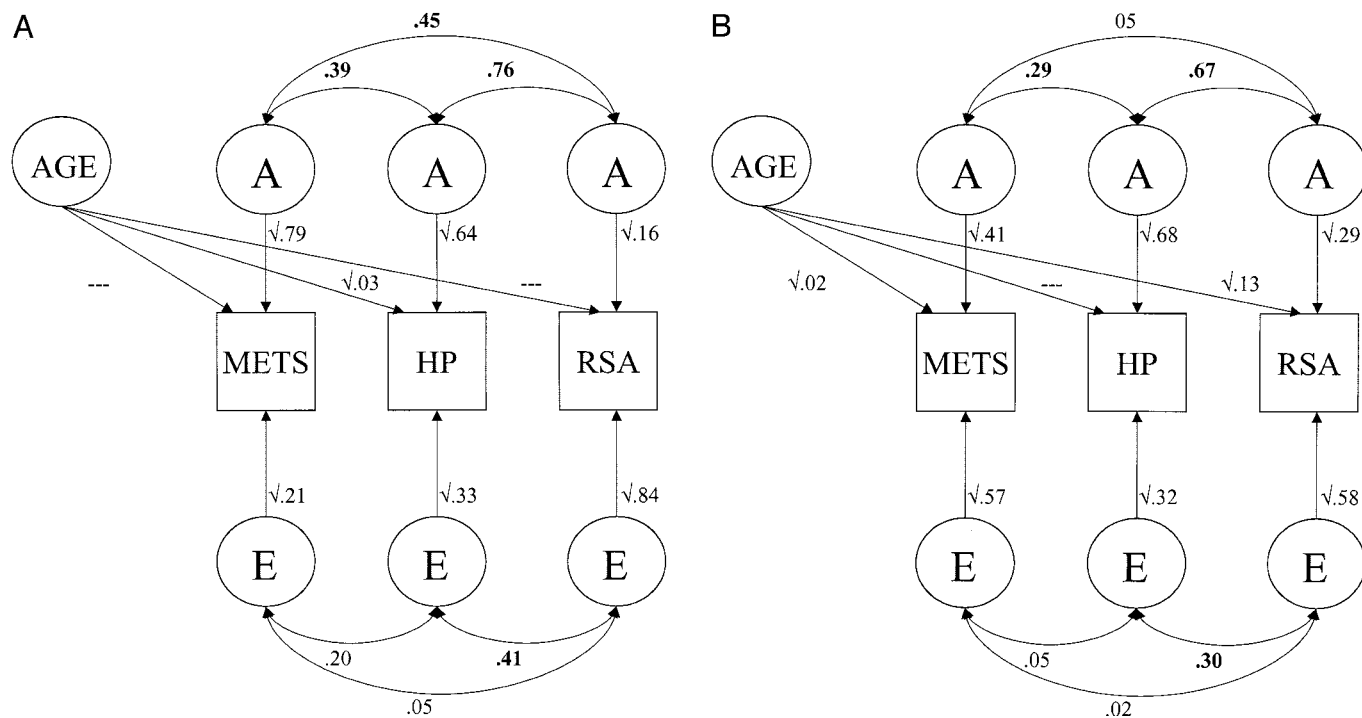 A
.45
.39
.76
AGE
A
A
A
√.79
√.64
√.16
---
√.03
---
METS
HP
RSA
√.21
√.33
√.84
E
E
E
.20
.41
.05
B
05
.29
.67
AGE
A
A
A
√.41
√.68
√.29
√.02
---
√.13
METS
HP
RSA
√.57
√.32
√.58
E
E
E
.05
.30
.02